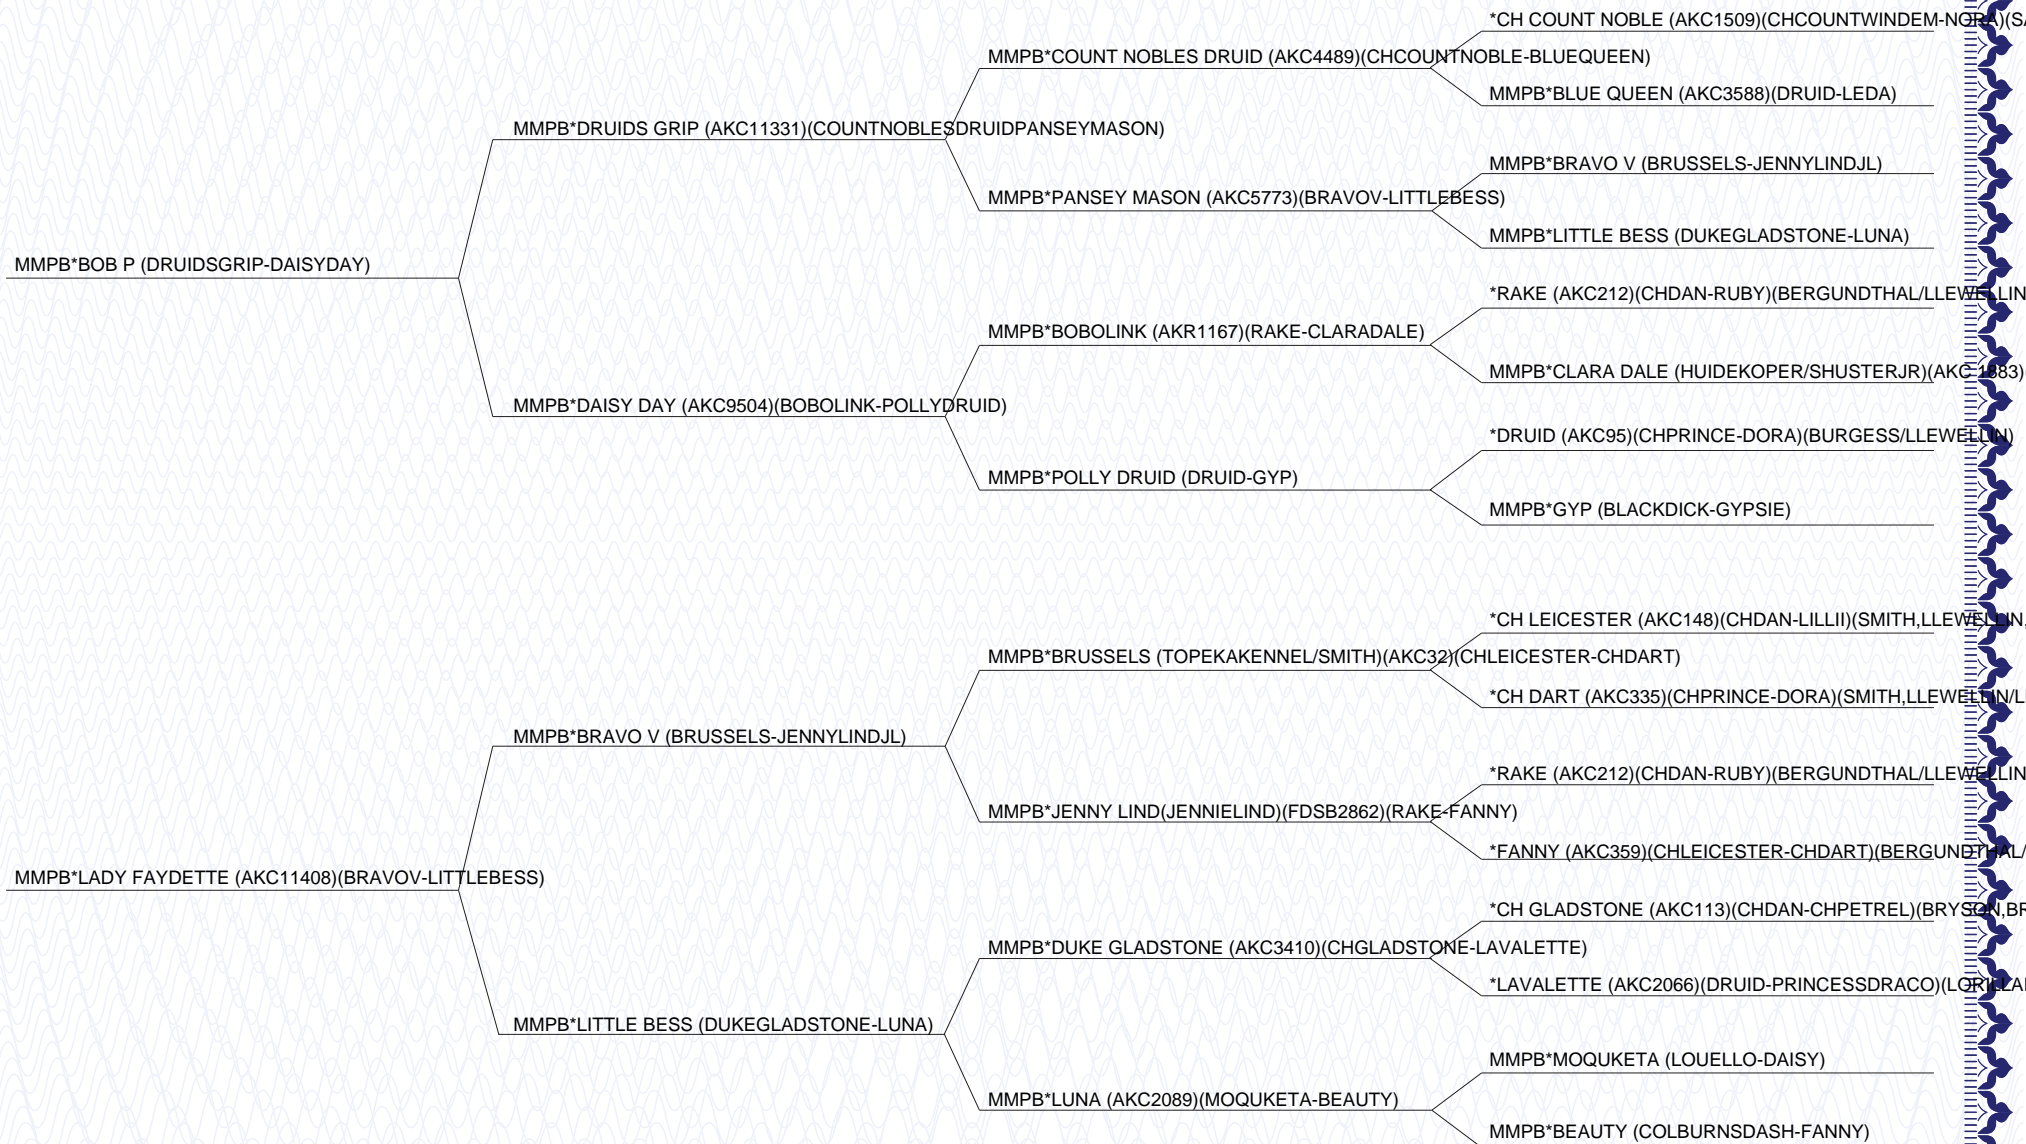 *CH COUNT NOBLE (AKC1509)(CHCOUNTWINDEM-NORA)(SA
MMPB*COUNT NOBLES DRUID (AKC4489)(CHCOUNTNOBLE-BLUEQUEEN)
MMPB*BLUE QUEEN (AKC3588)(DRUID-LEDA)
MMPB*DRUIDS GRIP (AKC11331)(COUNTNOBLESDRUIDPANSEYMASON)
MMPB*BRAVO V (BRUSSELS-JENNYLINDJL)
MMPB*PANSEY MASON (AKC5773)(BRAVOV-LITTLEBESS)
MMPB*LITTLE BESS (DUKEGLADSTONE-LUNA)
MMPB*BOB P (DRUIDSGRIP-DAISYDAY)
*RAKE (AKC212)(CHDAN-RUBY)(BERGUNDTHAL/LLEWELLIN
MMPB*BOBOLINK (AKR1167)(RAKE-CLARADALE)
MMPB*CLARA DALE (HUIDEKOPER/SHUSTERJR)(AKC 1883)
MMPB*DAISY DAY (AKC9504)(BOBOLINK-POLLYDRUID)
*DRUID (AKC95)(CHPRINCE-DORA)(BURGESS/LLEWELLIN)
MMPB*POLLY DRUID (DRUID-GYP)
MMPB*GYP (BLACKDICK-GYPSIE)
*CH LEICESTER (AKC148)(CHDAN-LILLII)(SMITH,LLEWELLIN,
MMPB*BRUSSELS (TOPEKAKENNEL/SMITH)(AKC32)(CHLEICESTER-CHDART)
*CH DART (AKC335)(CHPRINCE-DORA)(SMITH,LLEWELLIN/L
MMPB*BRAVO V (BRUSSELS-JENNYLINDJL)
*RAKE (AKC212)(CHDAN-RUBY)(BERGUNDTHAL/LLEWELLIN
MMPB*JENNY LIND(JENNIELIND)(FDSB2862)(RAKE-FANNY)
*FANNY (AKC359)(CHLEICESTER-CHDART)(BERGUNDTHAL/
MMPB*LADY FAYDETTE (AKC11408)(BRAVOV-LITTLEBESS)
*CH GLADSTONE (AKC113)(CHDAN-CHPETREL)(BRYSON,BR
MMPB*DUKE GLADSTONE (AKC3410)(CHGLADSTONE-LAVALETTE)
*LAVALETTE (AKC2066)(DRUID-PRINCESSDRACO)(LORILLA
MMPB*LITTLE BESS (DUKEGLADSTONE-LUNA)
MMPB*MOQUKETA (LOUELLO-DAISY)
MMPB*LUNA (AKC2089)(MOQUKETA-BEAUTY)
MMPB*BEAUTY (COLBURNSDASH-FANNY)